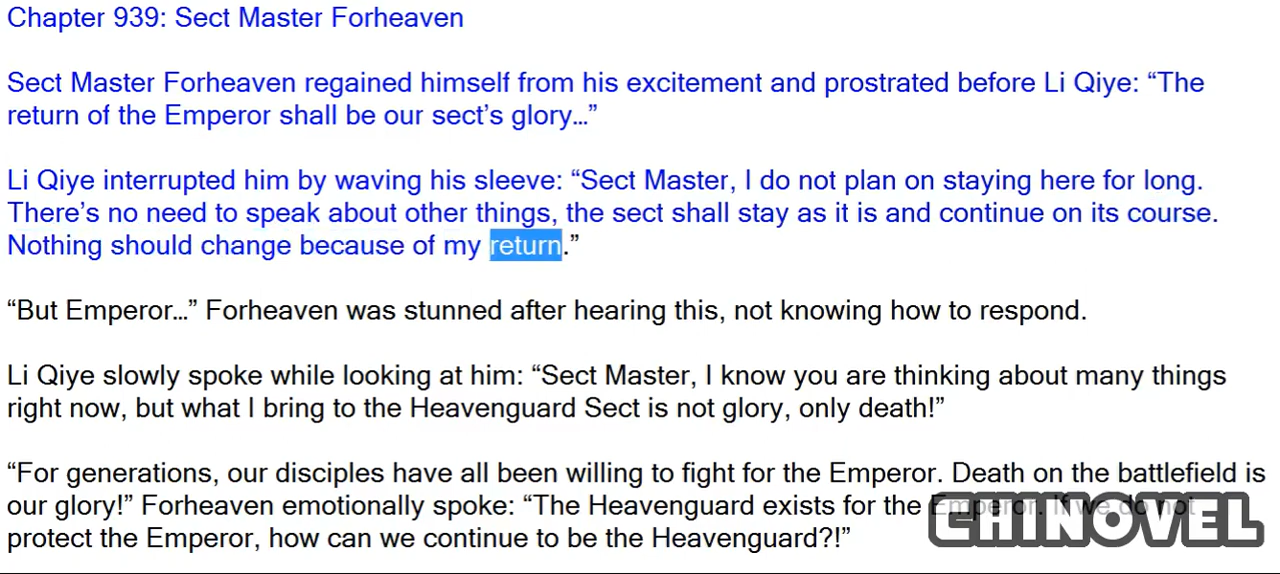 Chapter 939: Sect Master Forheaven
Sect Master Forheaven regained himself from his excitement and prostrated before Li Qiye: “The
return of the Emperor shall be our sect’s glory…”
Li Qiye interrupted him by waving his sleeve: “Sect Master, I do not plan on staying here for long.
There’s no need to speak about other things, the sect shall stay as it is and continue on its course.
Nothing should change because of my return.”
“But Emperor…” Forheaven was stunned after hearing this, not knowing how to respond.
Li Qiye slowly spoke while looking at him: “Sect Master, I know you are thinking about many things
right now, but what I bring to the Heavenguard Sect is not glory, only death!”
“For generations, our disciples have all been willing to fight for the Emperor. Death on the battlefield is
our glory!” Forheaven emotionally spoke: “The Heavenguard exists for the Emperor. If we do not
protect the Emperor, how can we continue to be the Heavenguard?!”
CHINOVEL